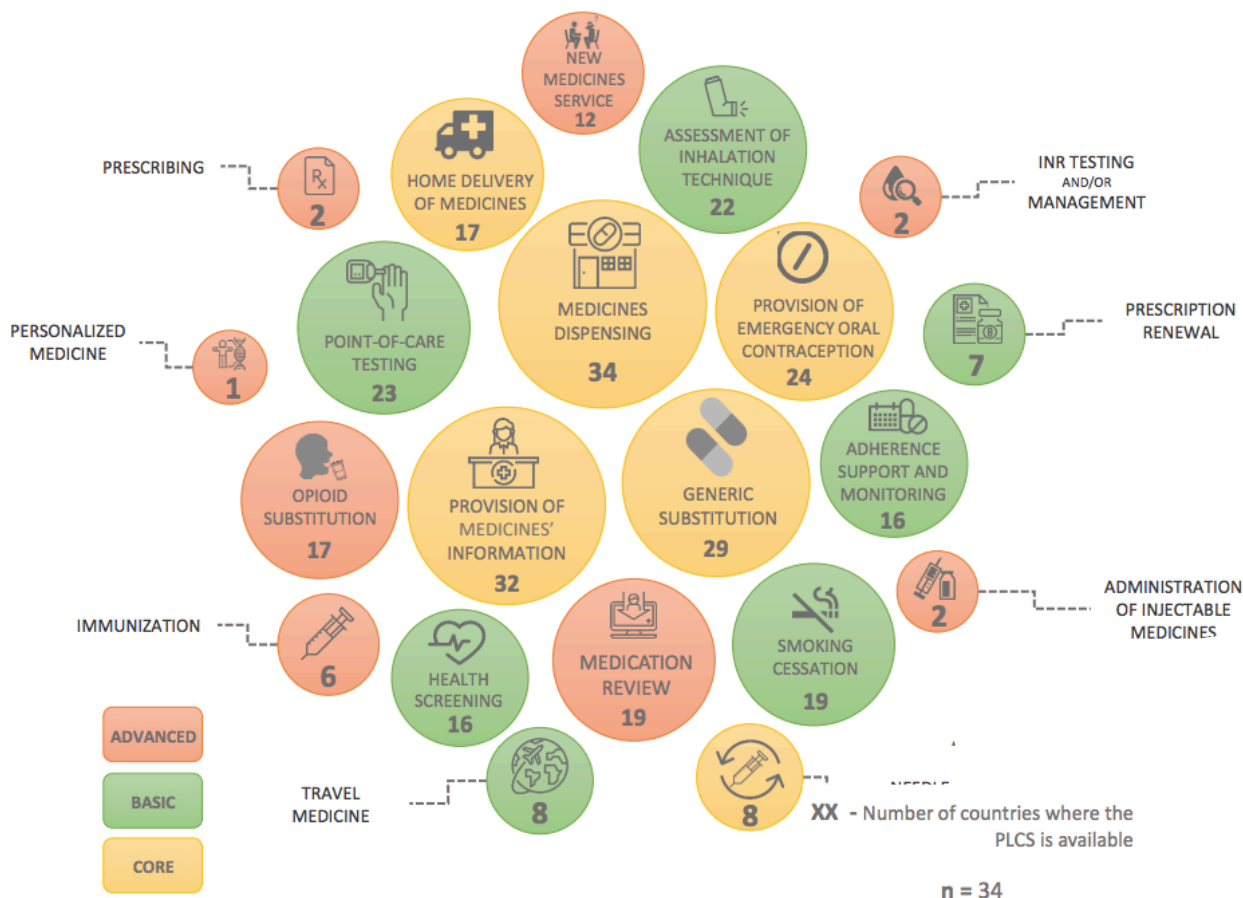 NEW
MEDICINES
SERVICE
12
ASSESSMENT OF
INHALATION
TECHNIQUE
22
HOME DELIVERY
OF MEDICINES
17
PRESCRIBING
Rx
2
INR TESTING
AND/OR
MANAGEMENT
2
MEDICINES
DISPENSING
34
PROVISION OF
EMERGENCY ORAL
CONTRACEPTION
24
POINT-OF-CARE
TESTING
23
PRESCRIPTION
RENEWAL
7
PERSONALIZED
MEDICINE
1
OPIOID
SUBSTITUTION
17
PROVISION OF
MEDICINES'
INFORMATION
32
GENERIC
SUBSTITUTION
29
ADHERENCE
SUPPORT AND
MONITORING
16
ADMINISTRATION
OF INJECTABLE
MEDICINES
2
IMMUNIZATION
6
HEALTH
SCREENING
16
MEDICATION
REVIEW
19
SMOKING
CESSATION
19
TRAVEL
MEDICINE
8
8
NEEDLE
ADVANCED
BASIC
CORE
XX - Number of countries where the
PLCS is available
n = 34